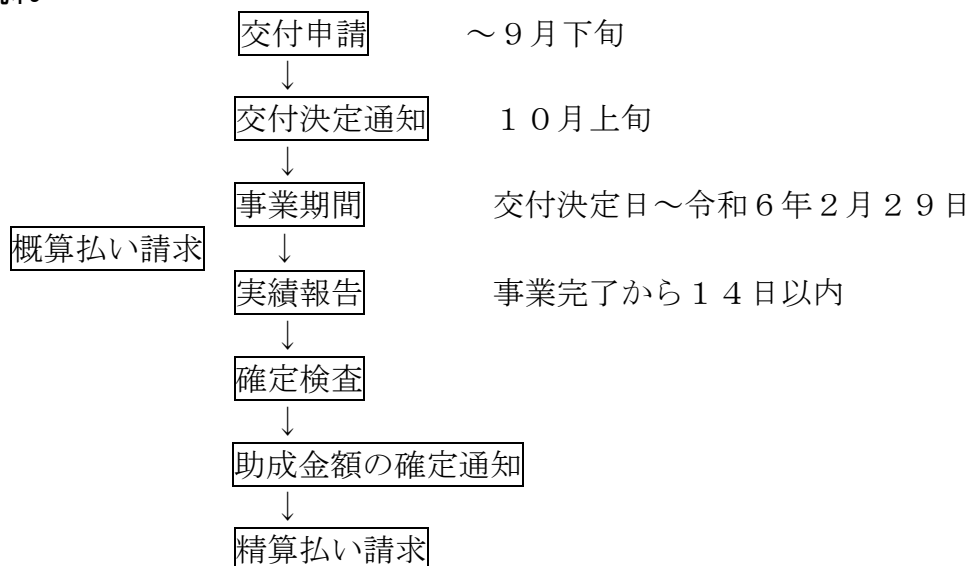 交付申請　～９月下旬
↓
交付決定通知　１０月上旬
↓
事業期間　交付決定日～令和６年２月２９日
概算払い請求　↓
実績報告　事業完了から１４日以内
↓
確定検査
↓
助成金額の確定通知
↓
精算払い請求